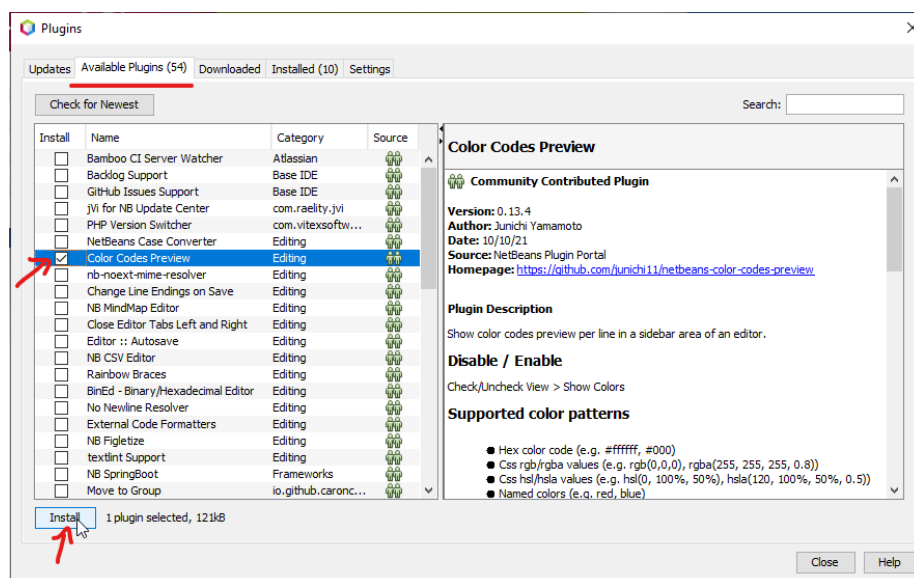 Plugins
Updates Available Plugins (54) Downloaded Installed (10) Settings
Check for Newest
Search:
Install Name Category Source
Bamboo CI Server Watcher Atlassian
Backlog Support Base IDE
GitHub Issues Support Base IDE
jVi for NB Update Center com.raelity.jvi
PHP Version Switcher com.vitexsoftw...
NetBeans Case Converter Editing
Color Codes Preview Editing
nb-noext-mime-resolver Editing
Change Line Endings on Save Editing
NB MindMap Editor Editing
Close Editor Tabs Left and Right Editing
Editor :: Autosave Editing
NB CSV Editor Editing
Rainbow Braces Editing
BinEd - Binary/Hexadecimal Editor Editing
No Newline Resolver Editing
External Code Formatters Editing
NB Figletize Editing
textlint Support Editing
NB SpringBoot Frameworks
Move to Group io.github.caronc...
Color Codes Preview
Community Contributed Plugin
Version: 0.13.4
Author: Junichi Yamamoto
Date: 10/10/21
Source: NetBeans Plugin Portal
Homepage: https://github.com/junichi11/netbeans-color-codes-preview
Plugin Description
Show color codes preview per line in a sidebar area of an editor.
Disable / Enable
Check/Uncheck View > Show Colors
Supported color patterns
Hex color code (e.g. #ffffff, #000)
Css rgb/rgba values (e.g. rgb(0,0,0), rgba(255, 255, 255, 0.8))
Css hsl/hsla values (e.g. hsl(0, 100%, 50%), hsla(120, 100%, 50%, 0.5))
Named colors (e.g. red, blue)
Install 1 plugin selected, 121kB
Close Help